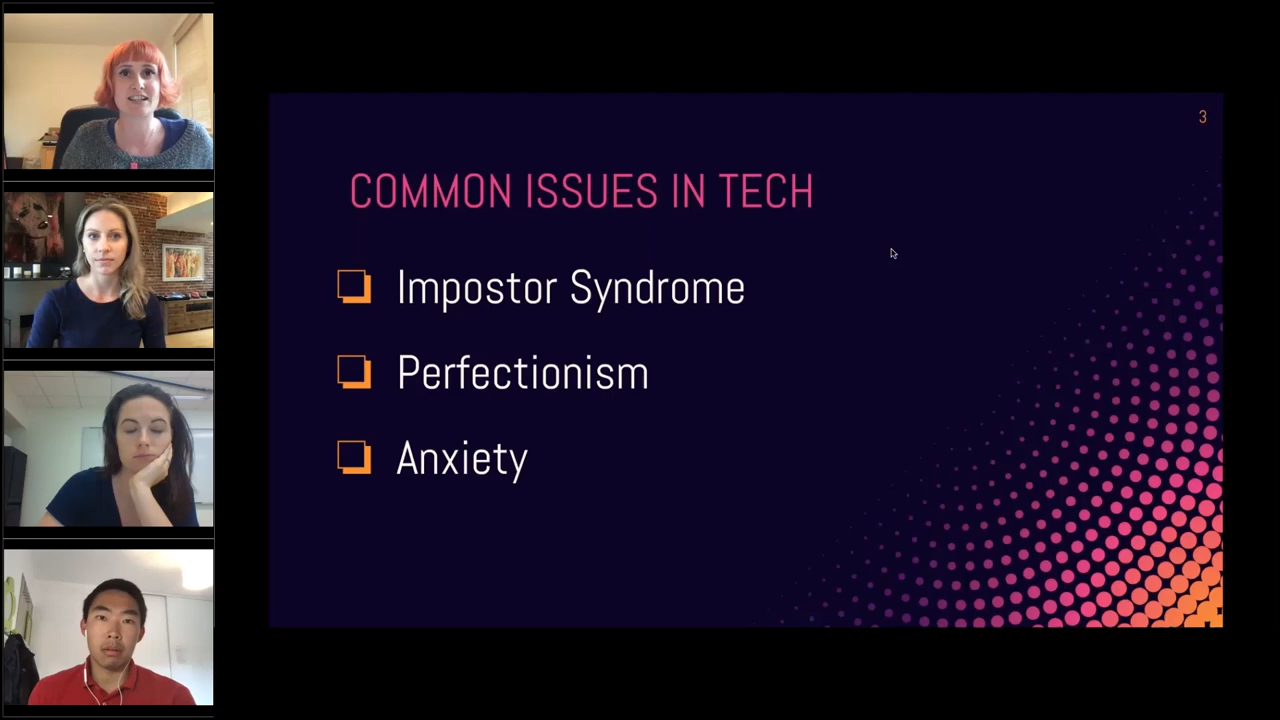 3
COMMON ISSUES IN TECH
Impostor Syndrome
Perfectionism
Anxiety